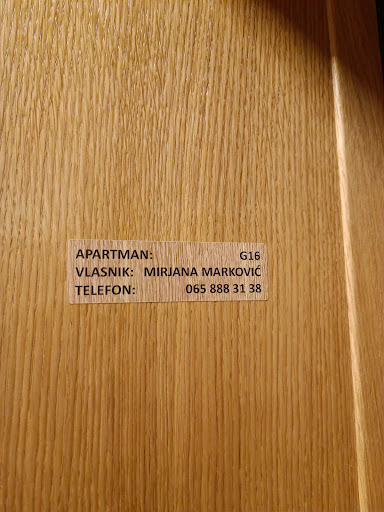 APARTMAN: G16
VLASNIK: MIRJANA MARKOVIĆ
TELEFON: 065 888 31 38